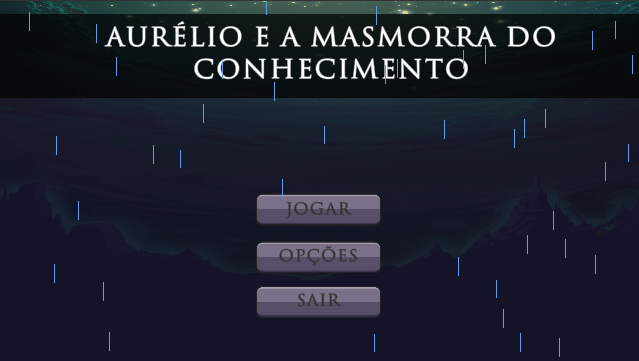 AURÉLIO E A MASMORRA DO
CONHECIMENTO
JOGAR
OPÇÕES
SAIR